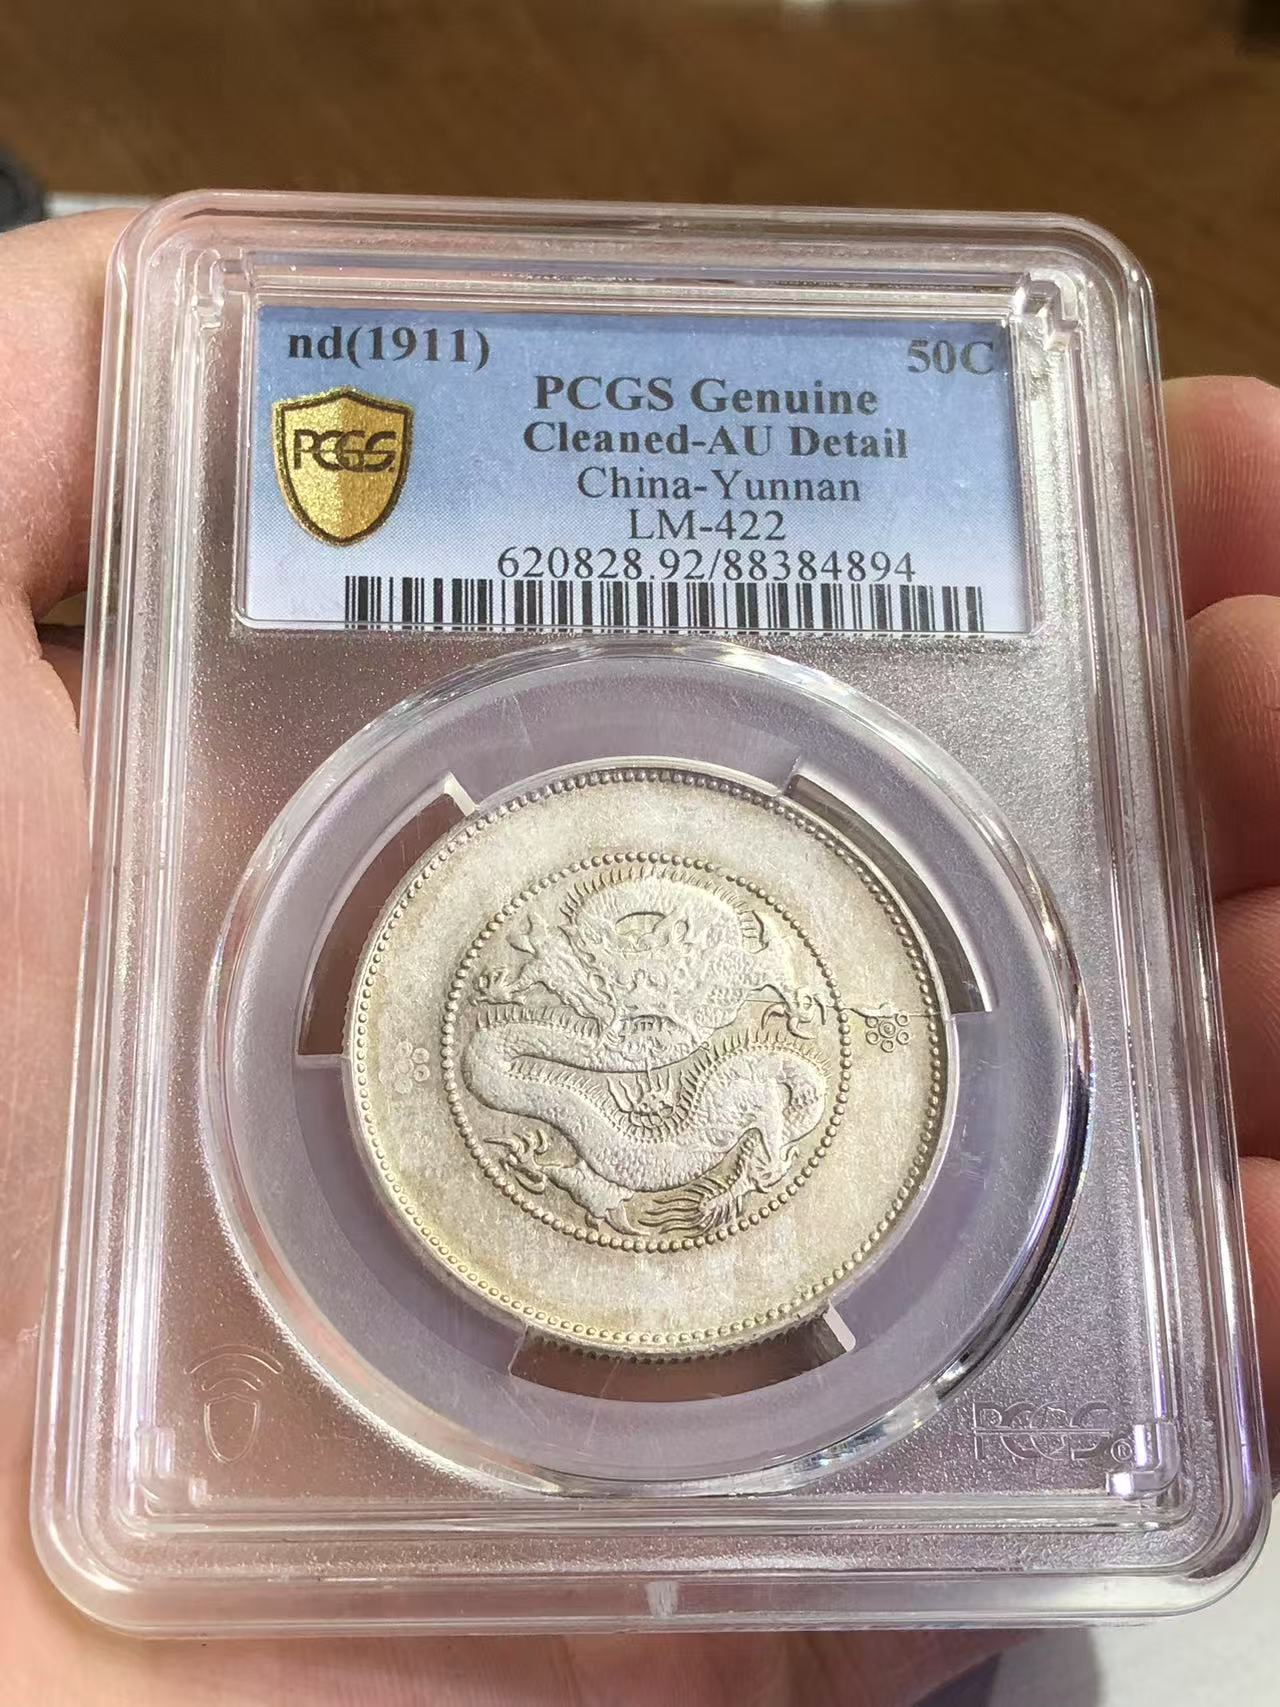 nd(1911) 50C
PCGS Genuine
Cleaned-AU Detail
PCGS
China-Yunnan
LM-422
620828.92/88384894
PCGS®